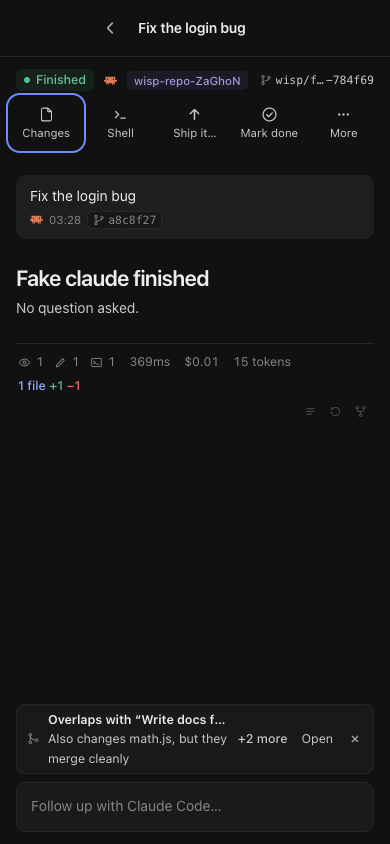 Fix the login bug
Finished wisp-repo-ZaGhoN wisp/f…–784f69
Changes Shell Ship it… Mark done More
Fix the login bug
03:28 a8c8f27
Fake claude finished
No question asked.
1 1 1 369ms $0.01 15 tokens
1 file +1 −1
Overlaps with “Write docs f…
Also changes math.js, but they +2 more Open ×
merge cleanly
Follow up with Claude Code…